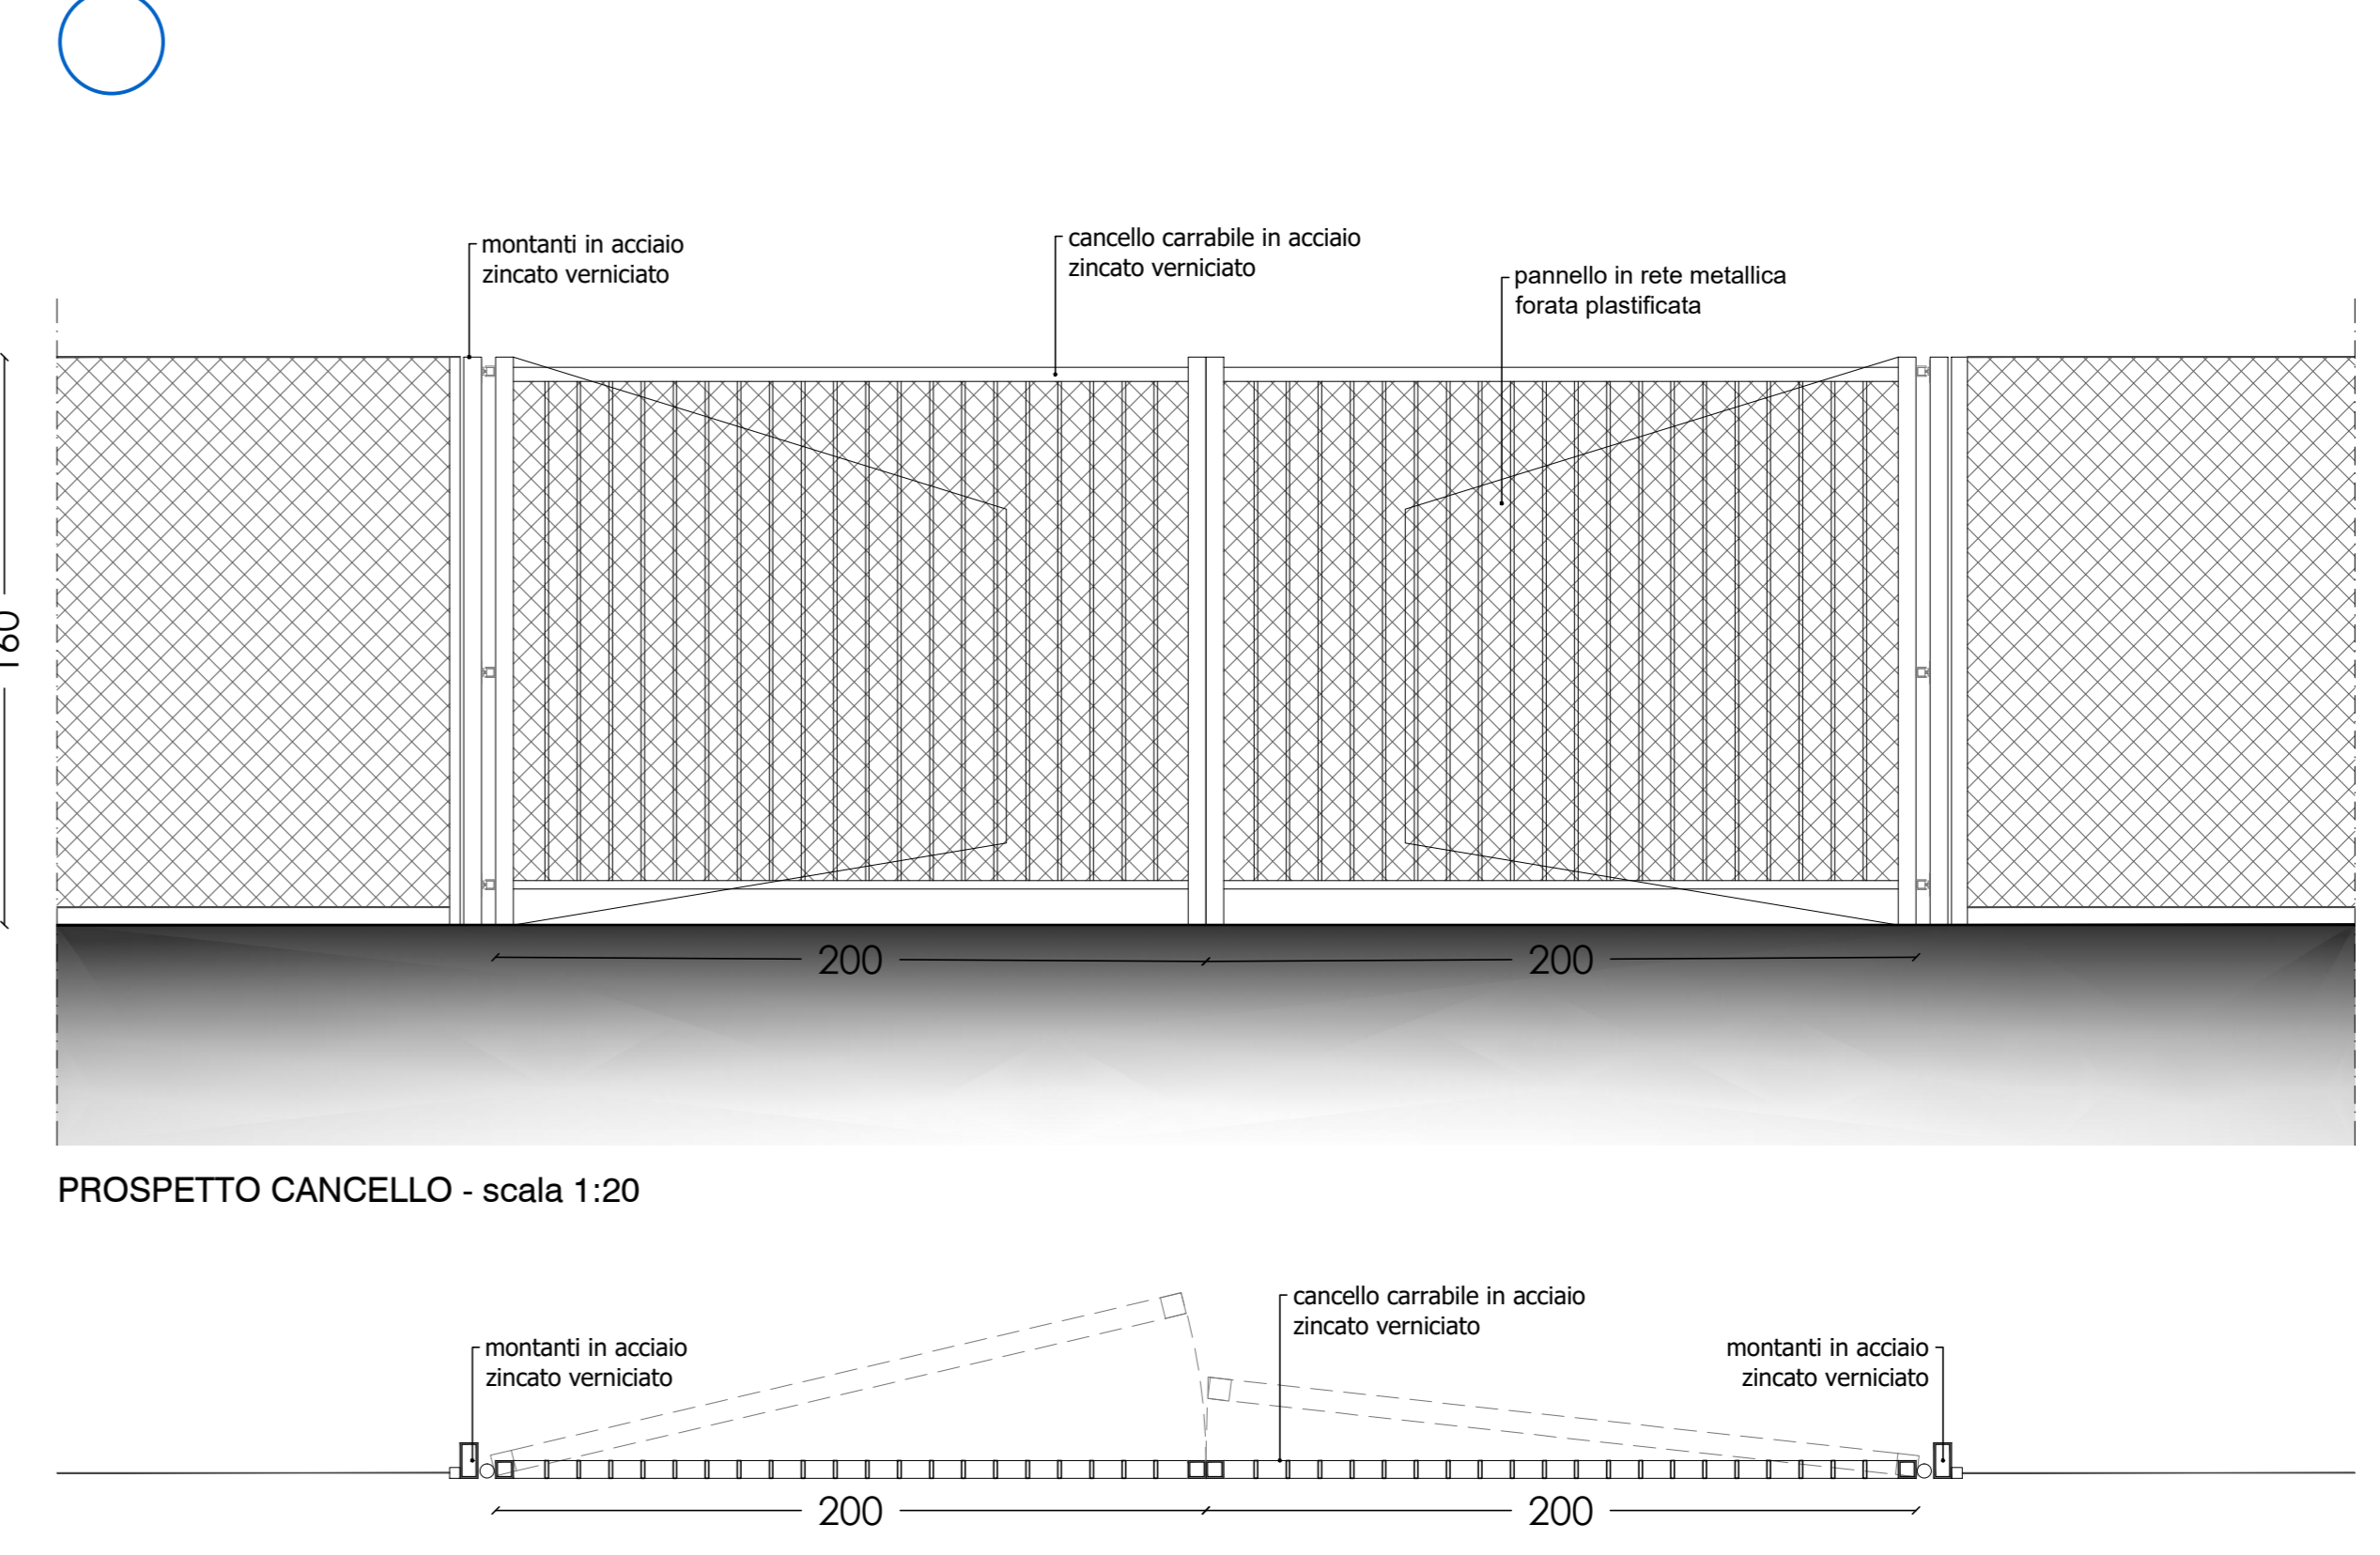 montanti in acciaio
zincato verniciato
cancello carrabile in acciaio
zincato verniciato
pannello in rete metallica
forata plastificata
160
200
200
PROSPETTO CANCELLO - scala 1:20
cancello carrabile in acciaio
zincato verniciato
montanti in acciaio
zincato verniciato
montanti in acciaio
zincato verniciato
200
200